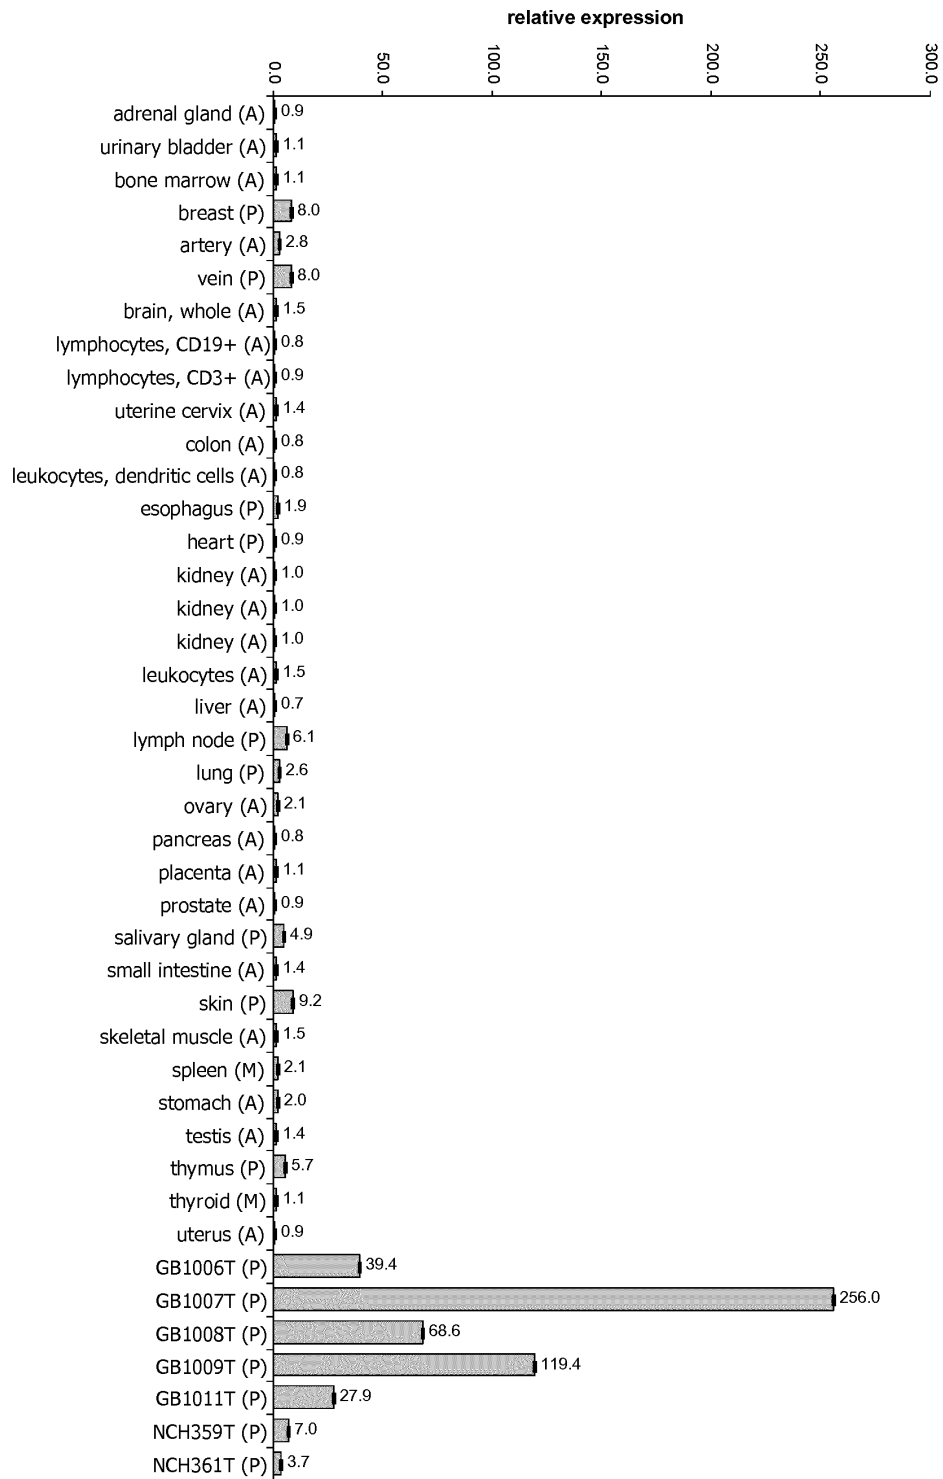 relative expression
0.0 50.0 100.0 150.0 200.0 250.0 300.0
adrenal gland (A) 0.9
urinary bladder (A) 1.1
bone marrow (A) 1.1
breast (P) 8.0
artery (A) 2.8
vein (P) 8.0
brain, whole (A) 1.5
lymphocytes, CD19+ (A) 0.8
lymphocytes, CD3+ (A) 0.9
uterine cervix (A) 1.4
colon (A) 0.8
leukocytes, dendritic cells (A) 0.8
esophagus (P) 1.9
heart (P) 0.9
kidney (A) 1.0
kidney (A) 1.0
kidney (A) 1.0
leukocytes (A) 1.5
liver (A) 0.7
lymph node (P) 6.1
lung (P) 2.6
ovary (A) 2.1
pancreas (A) 0.8
placenta (A) 1.1
prostate (A) 0.9
salivary gland (P) 4.9
small intestine (A) 1.4
skin (P) 9.2
skeletal muscle (A) 1.5
spleen (M) 2.1
stomach (A) 2.0
testis (A) 1.4
thymus (P) 5.7
thyroid (M) 1.1
uterus (A) 0.9
GB1006T (P) 39.4
GB1007T (P) 256.0
GB1008T (P) 68.6
GB1009T (P) 119.4
GB1011T (P) 27.9
NCH359T (P) 7.0
NCH361T (P) 3.7